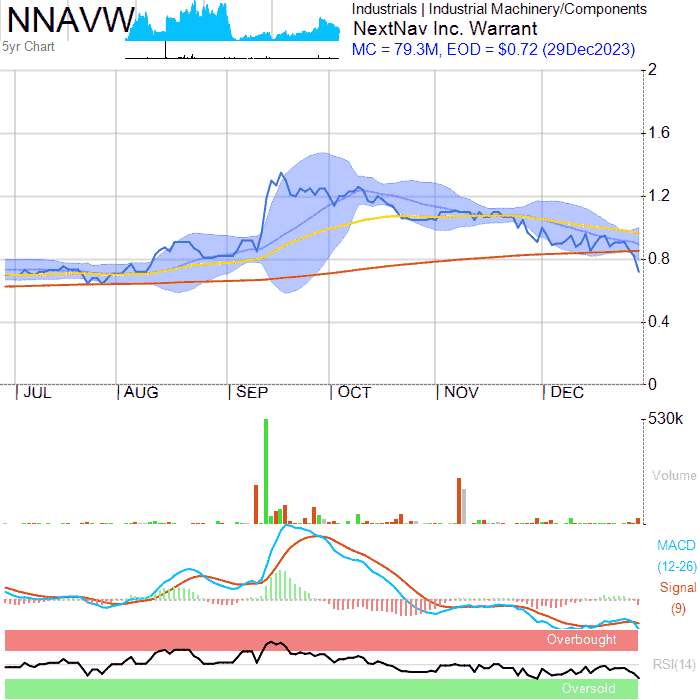 NNAVW
5yr Chart
Industrials | Industrial Machinery/Components
NextNav Inc. Warrant
MC = 79.3M, EOD = $0.72 (29Dec2023)
2
1.6
1.2
0.8
0.4
0
JUL AUG SEP OCT NOV DEC
530k
Volume
MACD
(12-26)
Signal
(9)
Overbought
RSI(14)
Oversold